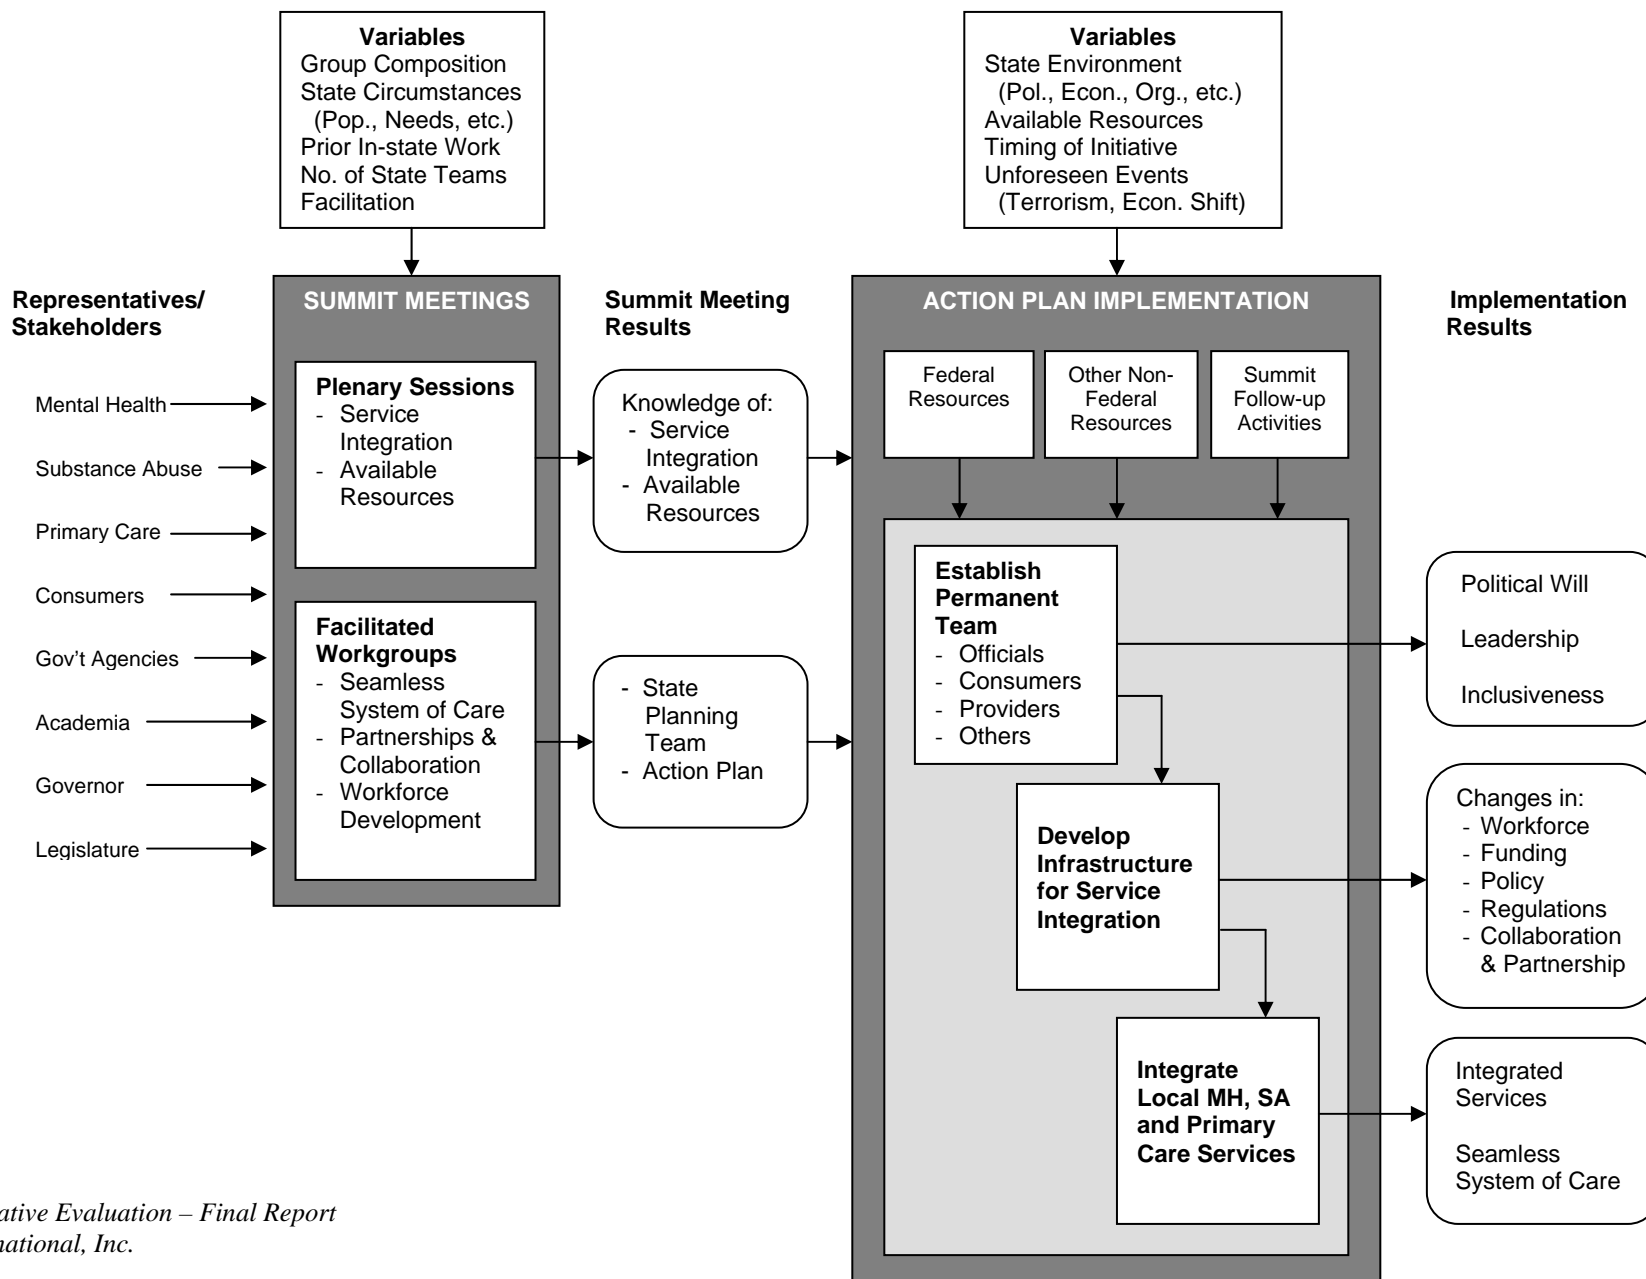 Variables
Group Composition
State Circumstances
(Pop., Needs, etc.)
Prior In-state Work
No. of State Teams
Facilitation
Variables
State Environment
(Pol., Econ., Org., etc.)
Available Resources
Timing of Initiative
Unforeseen Events
(Terrorism, Econ. Shift)
Representatives/
Stakeholders
Mental Health
Substance Abuse
Primary Care
Consumers
Gov't Agencies
Academia
Governor
Legislature
SUMMIT MEETINGS
Plenary Sessions
- Service
Integration
- Available
Resources
Facilitated
Workgroups
- Seamless
System of Care
- Partnerships &
Collaboration
- Workforce
Development
Summit Meeting
Results
Knowledge of:
- Service
Integration
- Available
Resources
- State
Planning
Team
- Action Plan
ACTION PLAN IMPLEMENTATION
Federal
Resources
Other Non-
Federal
Resources
Summit
Follow-up
Activities
Establish
Permanent
Team
- Officials
- Consumers
- Providers
- Others
Develop
Infrastructure
for Service
Integration
Integrate
Local MH, SA
and Primary
Care Services
Implementation
Results
Political Will
Leadership
Inclusiveness
Changes in:
- Workforce
- Funding
- Policy
- Regulations
- Collaboration
& Partnership
Integrated
Services
Seamless
System of Care
ative Evaluation – Final Report
national, Inc.